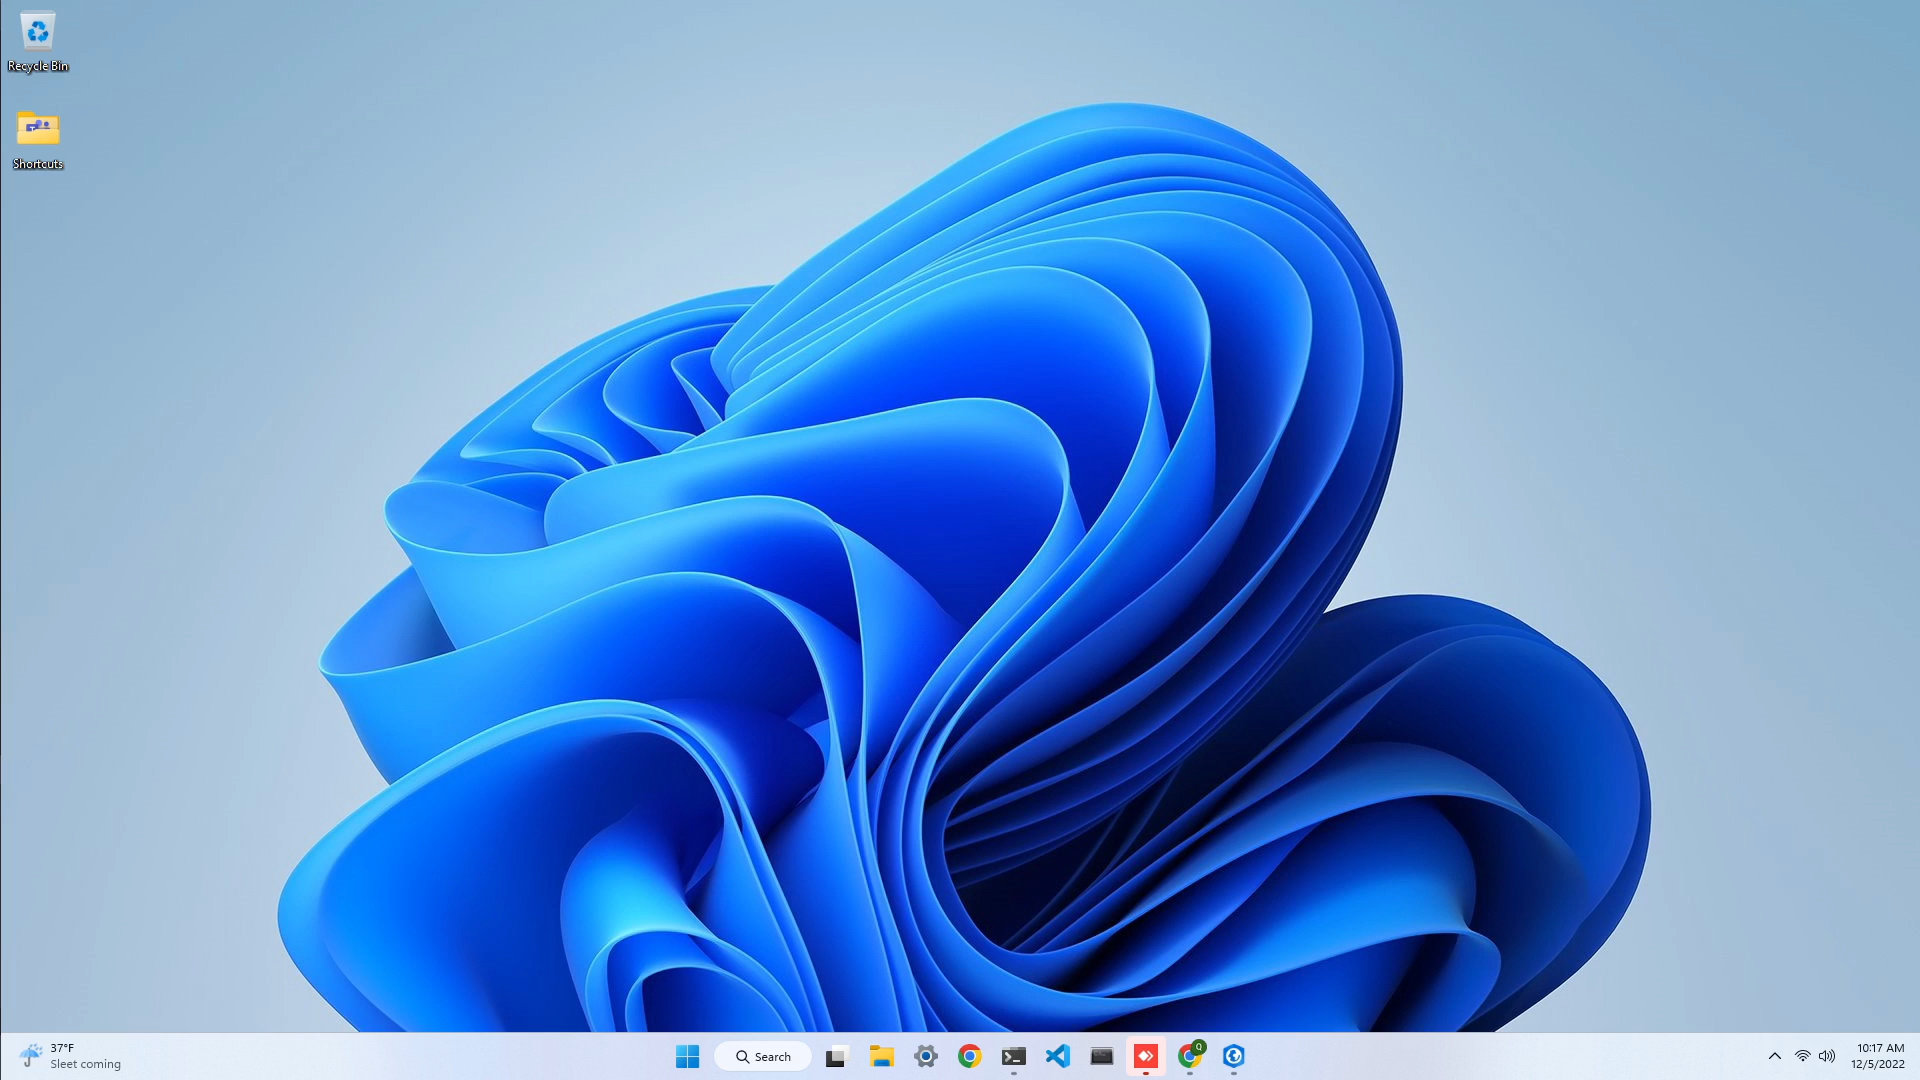 Recycle Bin
Shortcuts
37°F
Sleet coming
Search
Q
10:17 AM
12/5/2022